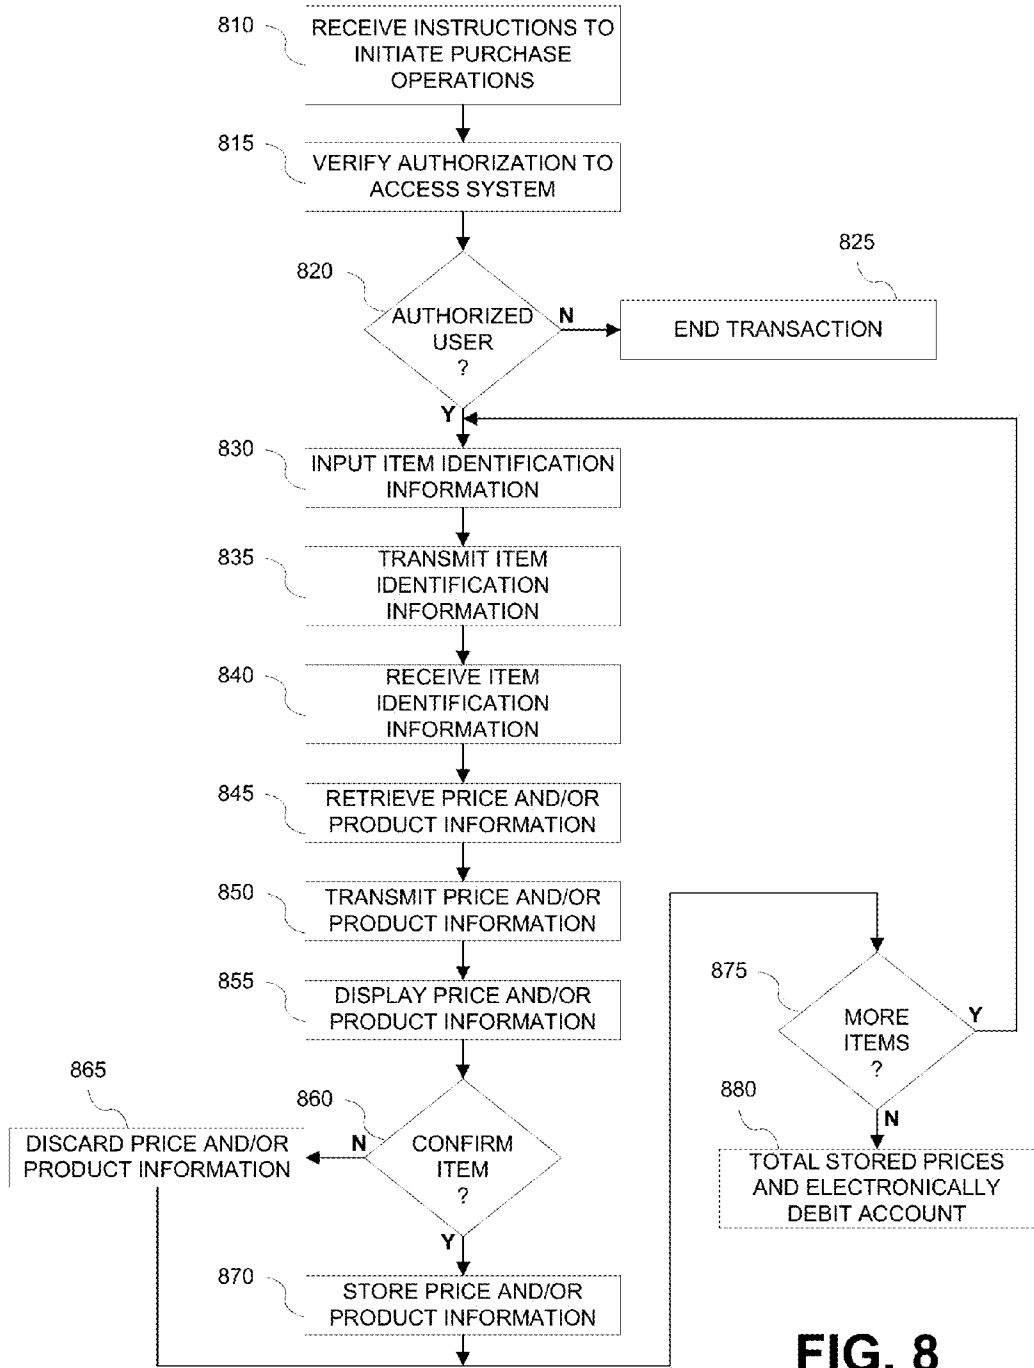 810
RECEIVE INSTRUCTIONS TO
INITIATE PURCHASE
OPERATIONS
815
VERIFY AUTHORIZATION TO
ACCESS SYSTEM
820
AUTHORIZED
USER
?
N
Y
825
END TRANSACTION
830
INPUT ITEM IDENTIFICATION
INFORMATION
835
TRANSMIT ITEM
IDENTIFICATION
INFORMATION
840
RECEIVE ITEM
IDENTIFICATION
INFORMATION
845
RETRIEVE PRICE AND/OR
PRODUCT INFORMATION
850
TRANSMIT PRICE AND/OR
PRODUCT INFORMATION
855
DISPLAY PRICE AND/OR
PRODUCT INFORMATION
860
CONFIRM
ITEM
?
N
Y
865
DISCARD PRICE AND/OR
PRODUCT INFORMATION
870
STORE PRICE AND/OR
PRODUCT INFORMATION
875
MORE
ITEMS
?
Y
N
880
TOTAL STORED PRICES
AND ELECTRONICALLY
DEBIT ACCOUNT
FIG. 8